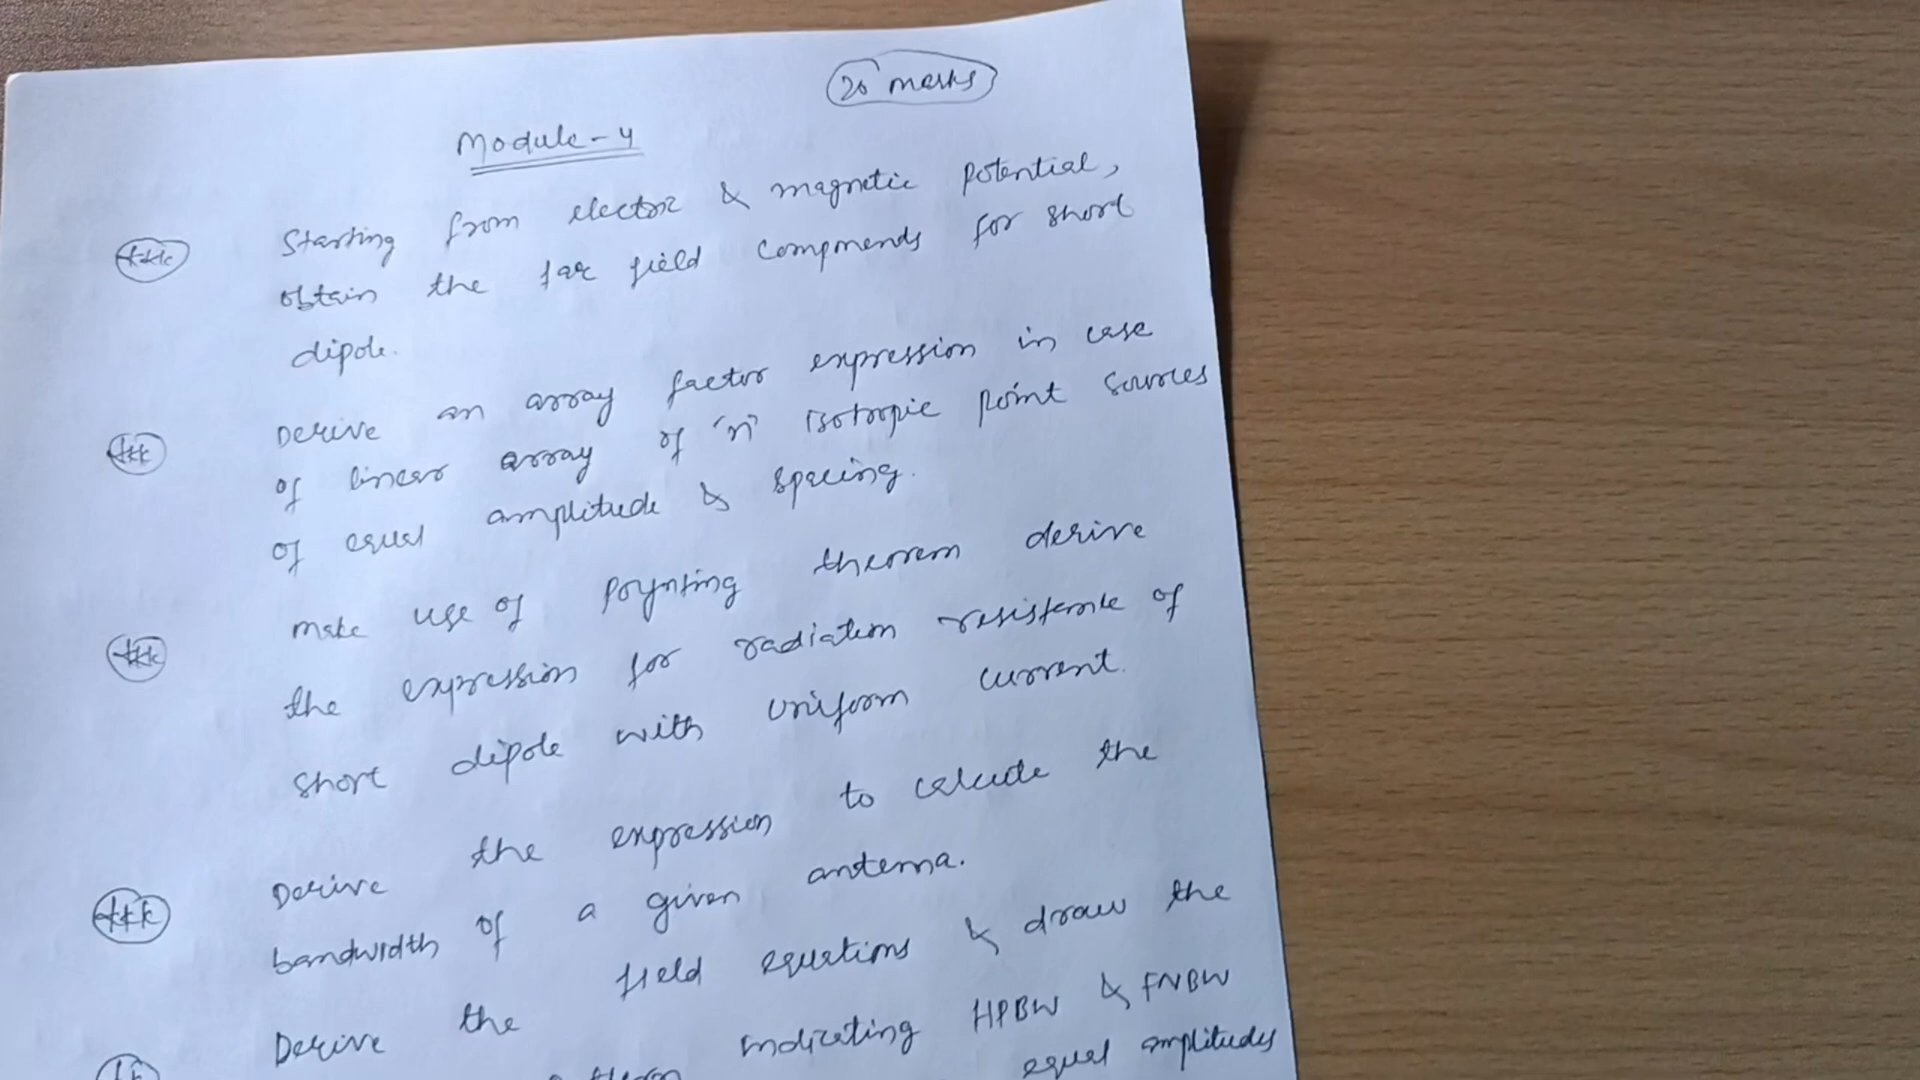 20 marks
Module-4
*** Starting from electric & magnetic potential,
obtain the far field components for short
dipole.
** Derive an array factor expression in case
of linear array of 'n' isotropic point sources
of equal amplitude & spacing.
** make use of poynting theorem derive
the expression for radiation resistance of
short dipole with uniform current.
*** Derive the expression to calcute the
bandwidth of a given antenna.
Derive the field equations & draw the
indicating HPBW & FNBW
equal amplitudes